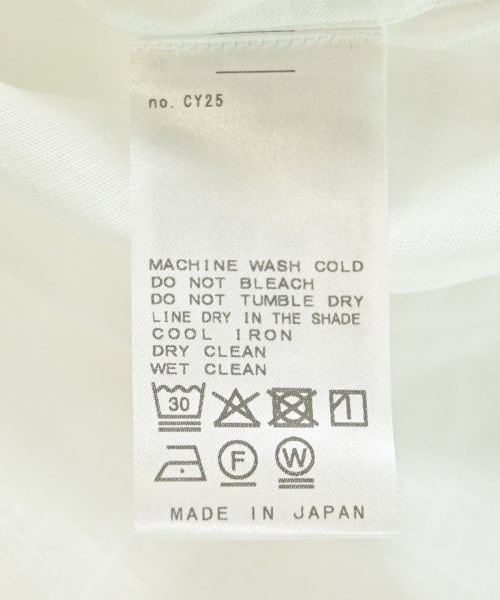 no. CY25
MACHINE WASH COLD
DO NOT BLEACH
DO NOT TUMBLE DRY
LINE DRY IN THE SHADE
COOL IRON
DRY CLEAN
WET CLEAN
30
F W
MADE IN JAPAN